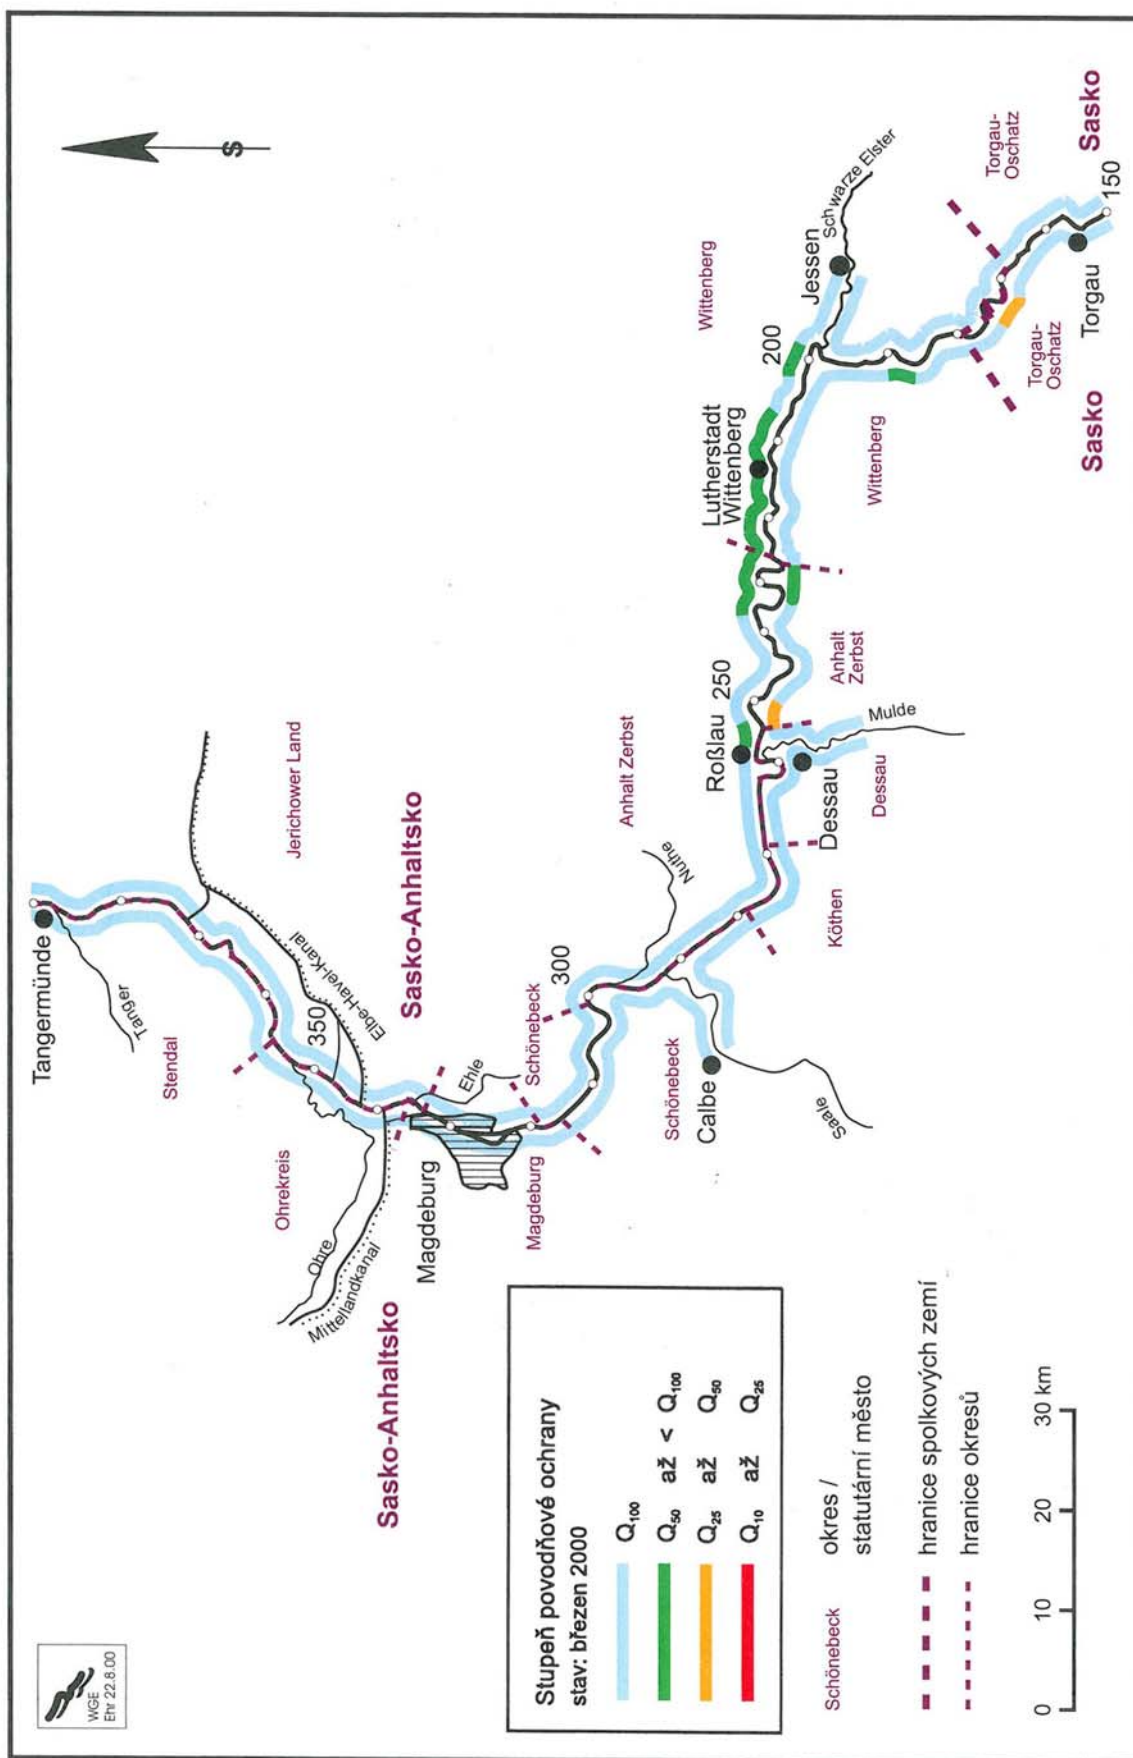 WGE
Ehr 22.8.00
S
Tangermünde
Tanger
Stendal
Jerichower Land
Elbe-Havel-Kanal
350
Ohrekreis
Ohre
Mittellandkanal
Sasko-Anhaltsko
Sasko-Anhaltsko
Magdeburg
Ehle
Schönebeck
Magdeburg
300
Anhalt Zerbst
Nuthe
Schönebeck
Calbe
Saale
Köthen
Roßlau
250
Dessau
Dessau
Mulde
Anhalt
Zerbst
Lutherstadt
Wittenberg
Wittenberg
200
Wittenberg
Jessen
Schwarze Elster
Torgau-
Oschatz
Torgau-
Oschatz
Sasko
Sasko
Torgau
150
Stupeň povodňové ochrany
stav: březen 2000
Q100
Q50 až < Q100
Q25 až Q50
Q10 až Q25
Schönebeck okres /
statutární město
hranice spolkových zemí
hranice okresů
0 10 20 30 km